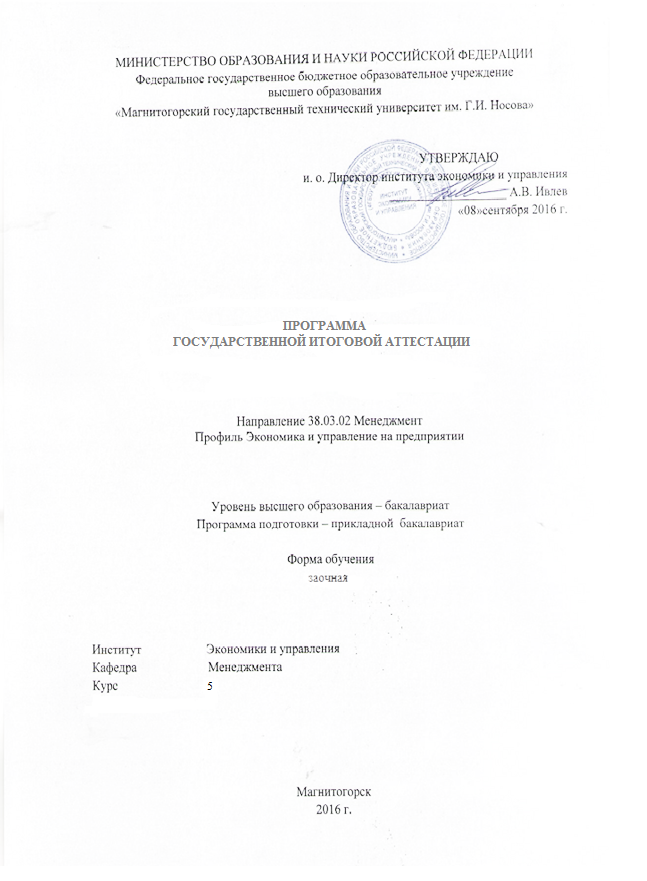 МИНИСТЕРСТВО ОБРАЗОВАНИЯ И НАУКИ РОССИЙСКОЙ ФЕДЕРАЦИИ
Федеральное государственное бюджетное образовательное учреждение
высшего образования
«Магнитогорский государственный технический университет им. Г.И. Носова»
УТВЕРЖДАЮ
и. о. Директор института экономики и управления
А.В. Ивлев
«08»сентября 2016 г.
ИНСТИТУТ
ЭКОНОМИКИ
И УПРАВЛЕНИЯ
ПРОГРАММА
ГОСУДАРСТВЕННОЙ ИТОГОВОЙ АТТЕСТАЦИИ
Направление 38.03.02 Менеджмент
Профиль Экономика и управление на предприятии
Уровень высшего образования – бакалавриат
Программа подготовки – прикладной бакалавриат
Форма обучения
заочная
Институт Экономики и управления
Кафедра Менеджмента
Курс 5
Магнитогорск
2016 г.